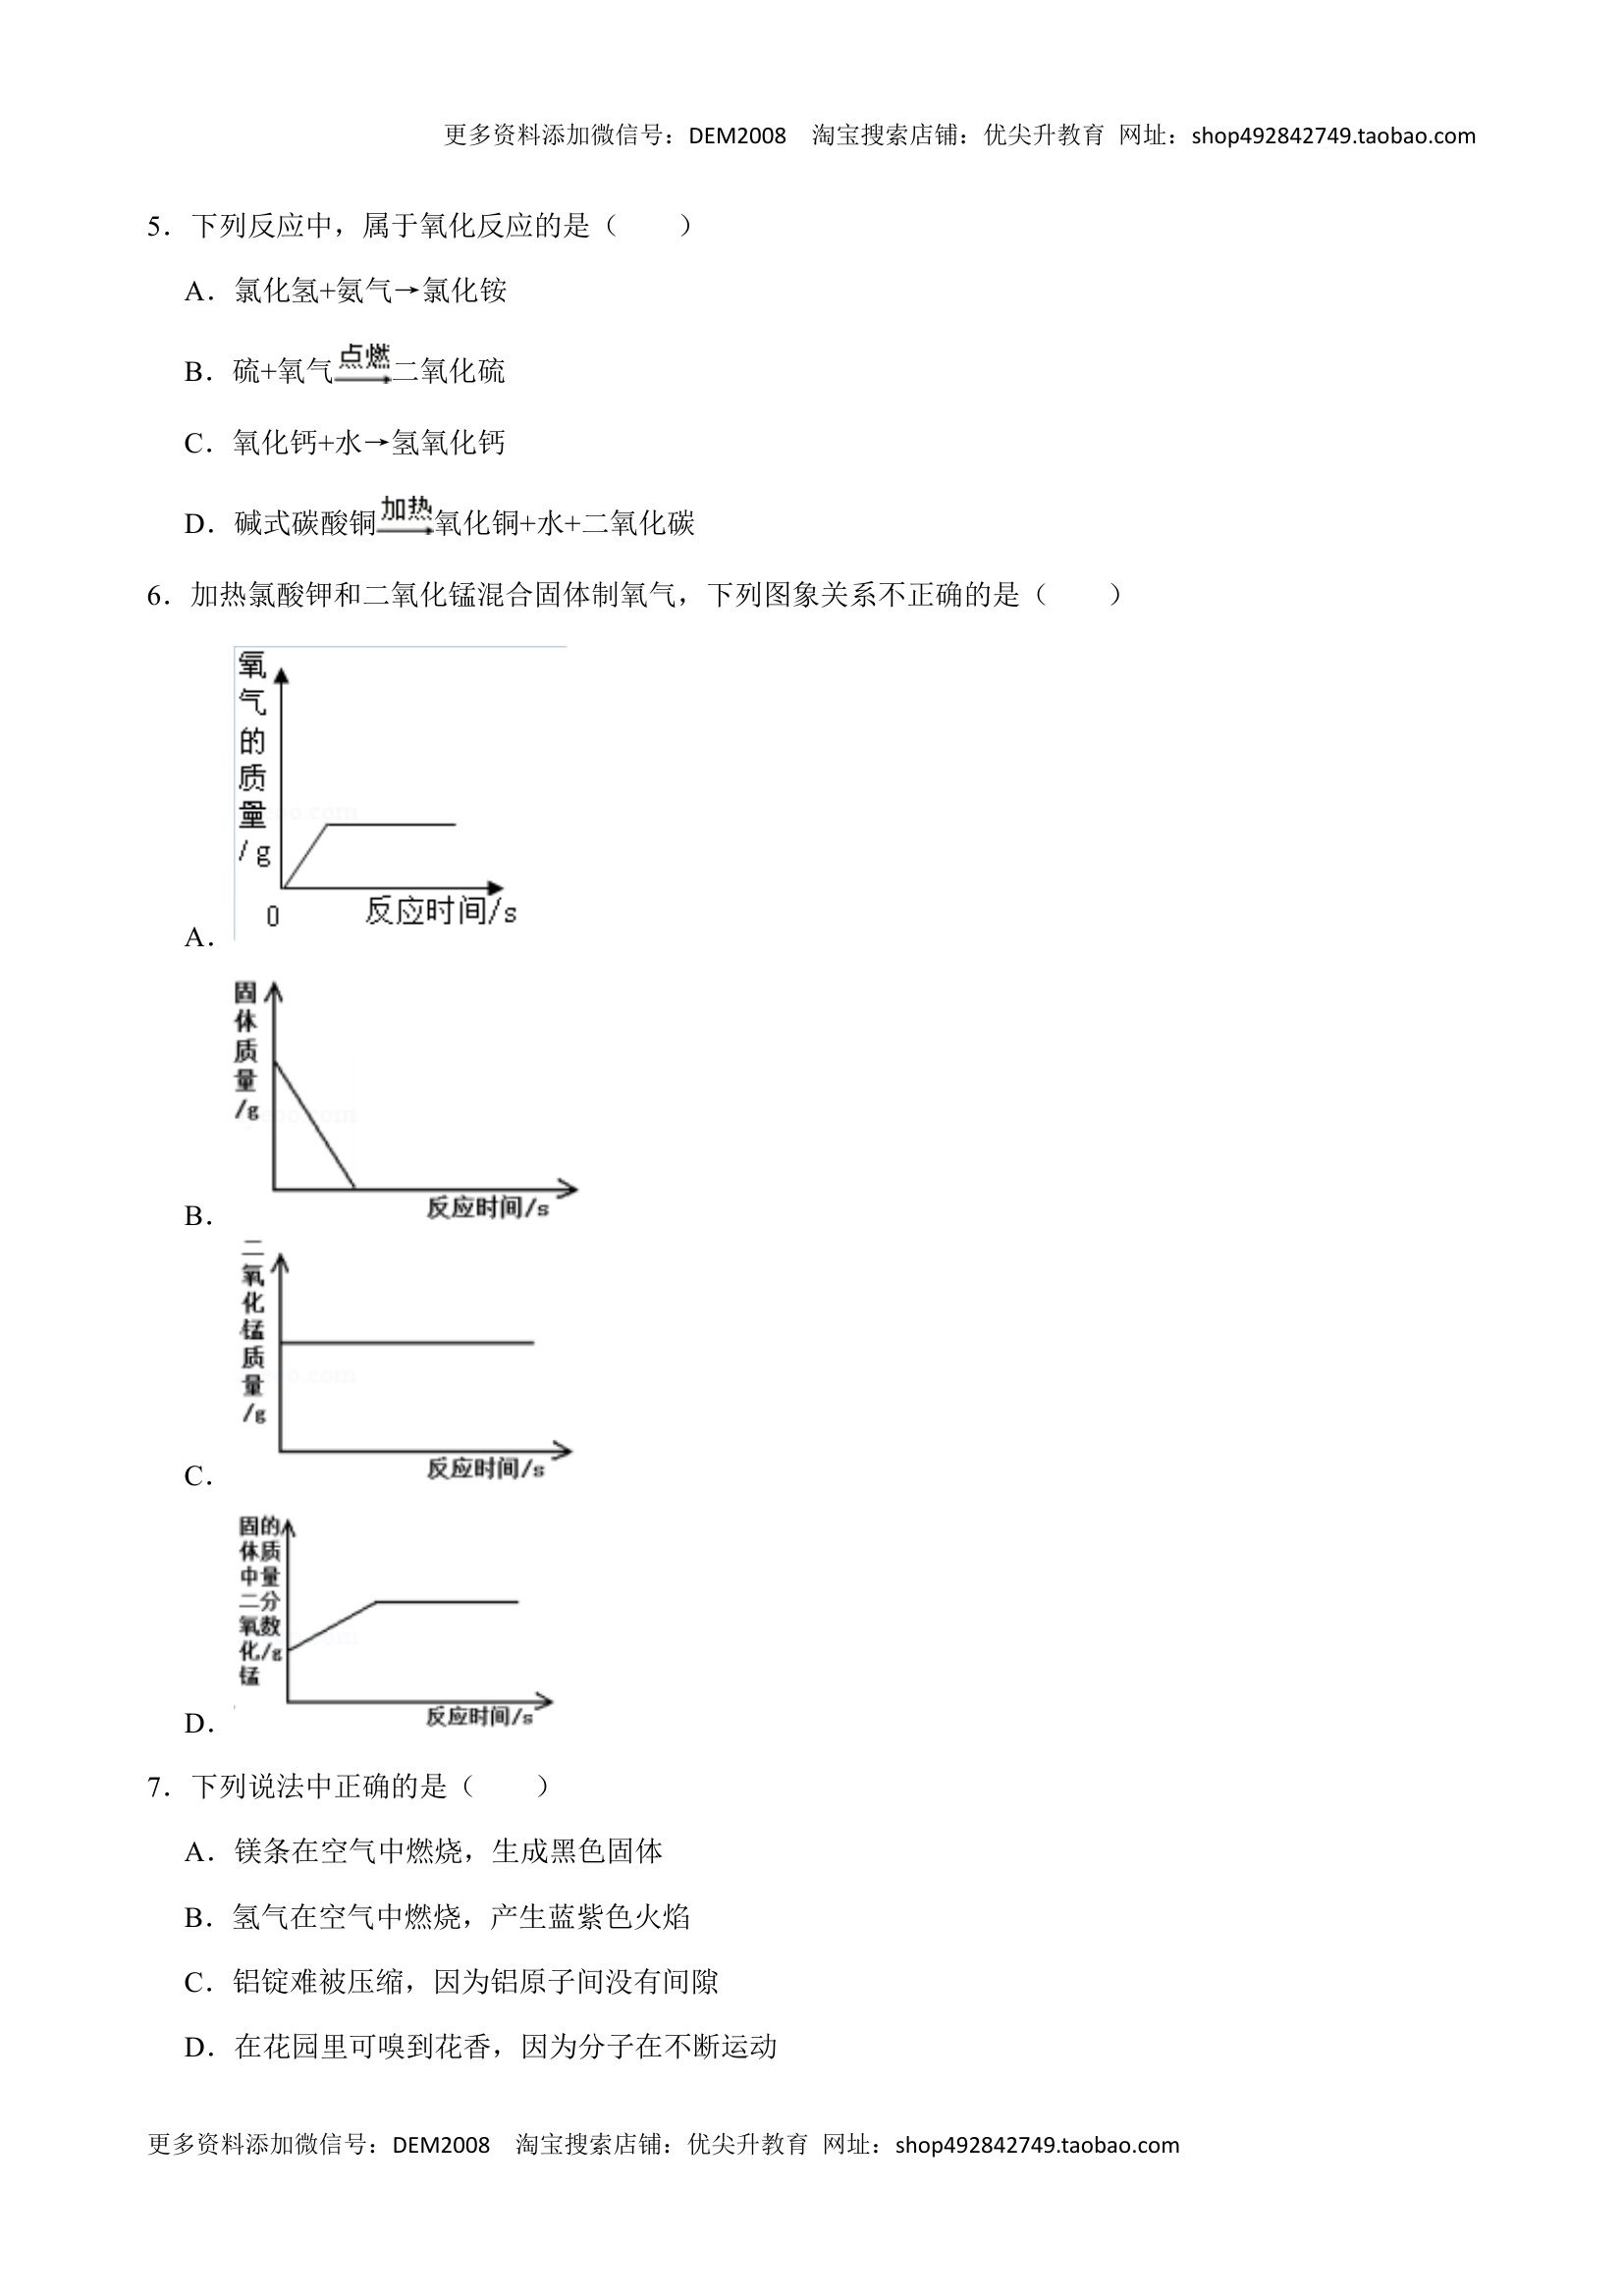 更多资料添加微信号：DEM2008 淘宝搜索店铺：优尖升教育 网址：shop492842749.taobao.com
5．下列反应中，属于氧化反应的是（ ）
A．氯化氢+氨气→氯化铵
点燃
B．硫+氧气→二氧化硫
C．氧化钙+水→氢氧化钙
加热
D．碱式碳酸铜→氧化铜+水+二氧化碳
6．加热氯酸钾和二氧化锰混合固体制氧气，下列图象关系不正确的是（ ）
氧气的质量/g
0
反应时间/s
A．
固体质量/g
反应时间/s
B．
二氧化锰质量/g
反应时间/s
C．
固体中二氧化锰的质量分数/g
反应时间/s
D．
7．下列说法中正确的是（ ）
A．镁条在空气中燃烧，生成黑色固体
B．氢气在空气中燃烧，产生蓝紫色火焰
C．铝锭难被压缩，因为铝原子间没有间隙
D．在花园里可嗅到花香，因为分子在不断运动
更多资料添加微信号：DEM2008 淘宝搜索店铺：优尖升教育 网址：shop492842749.taobao.com